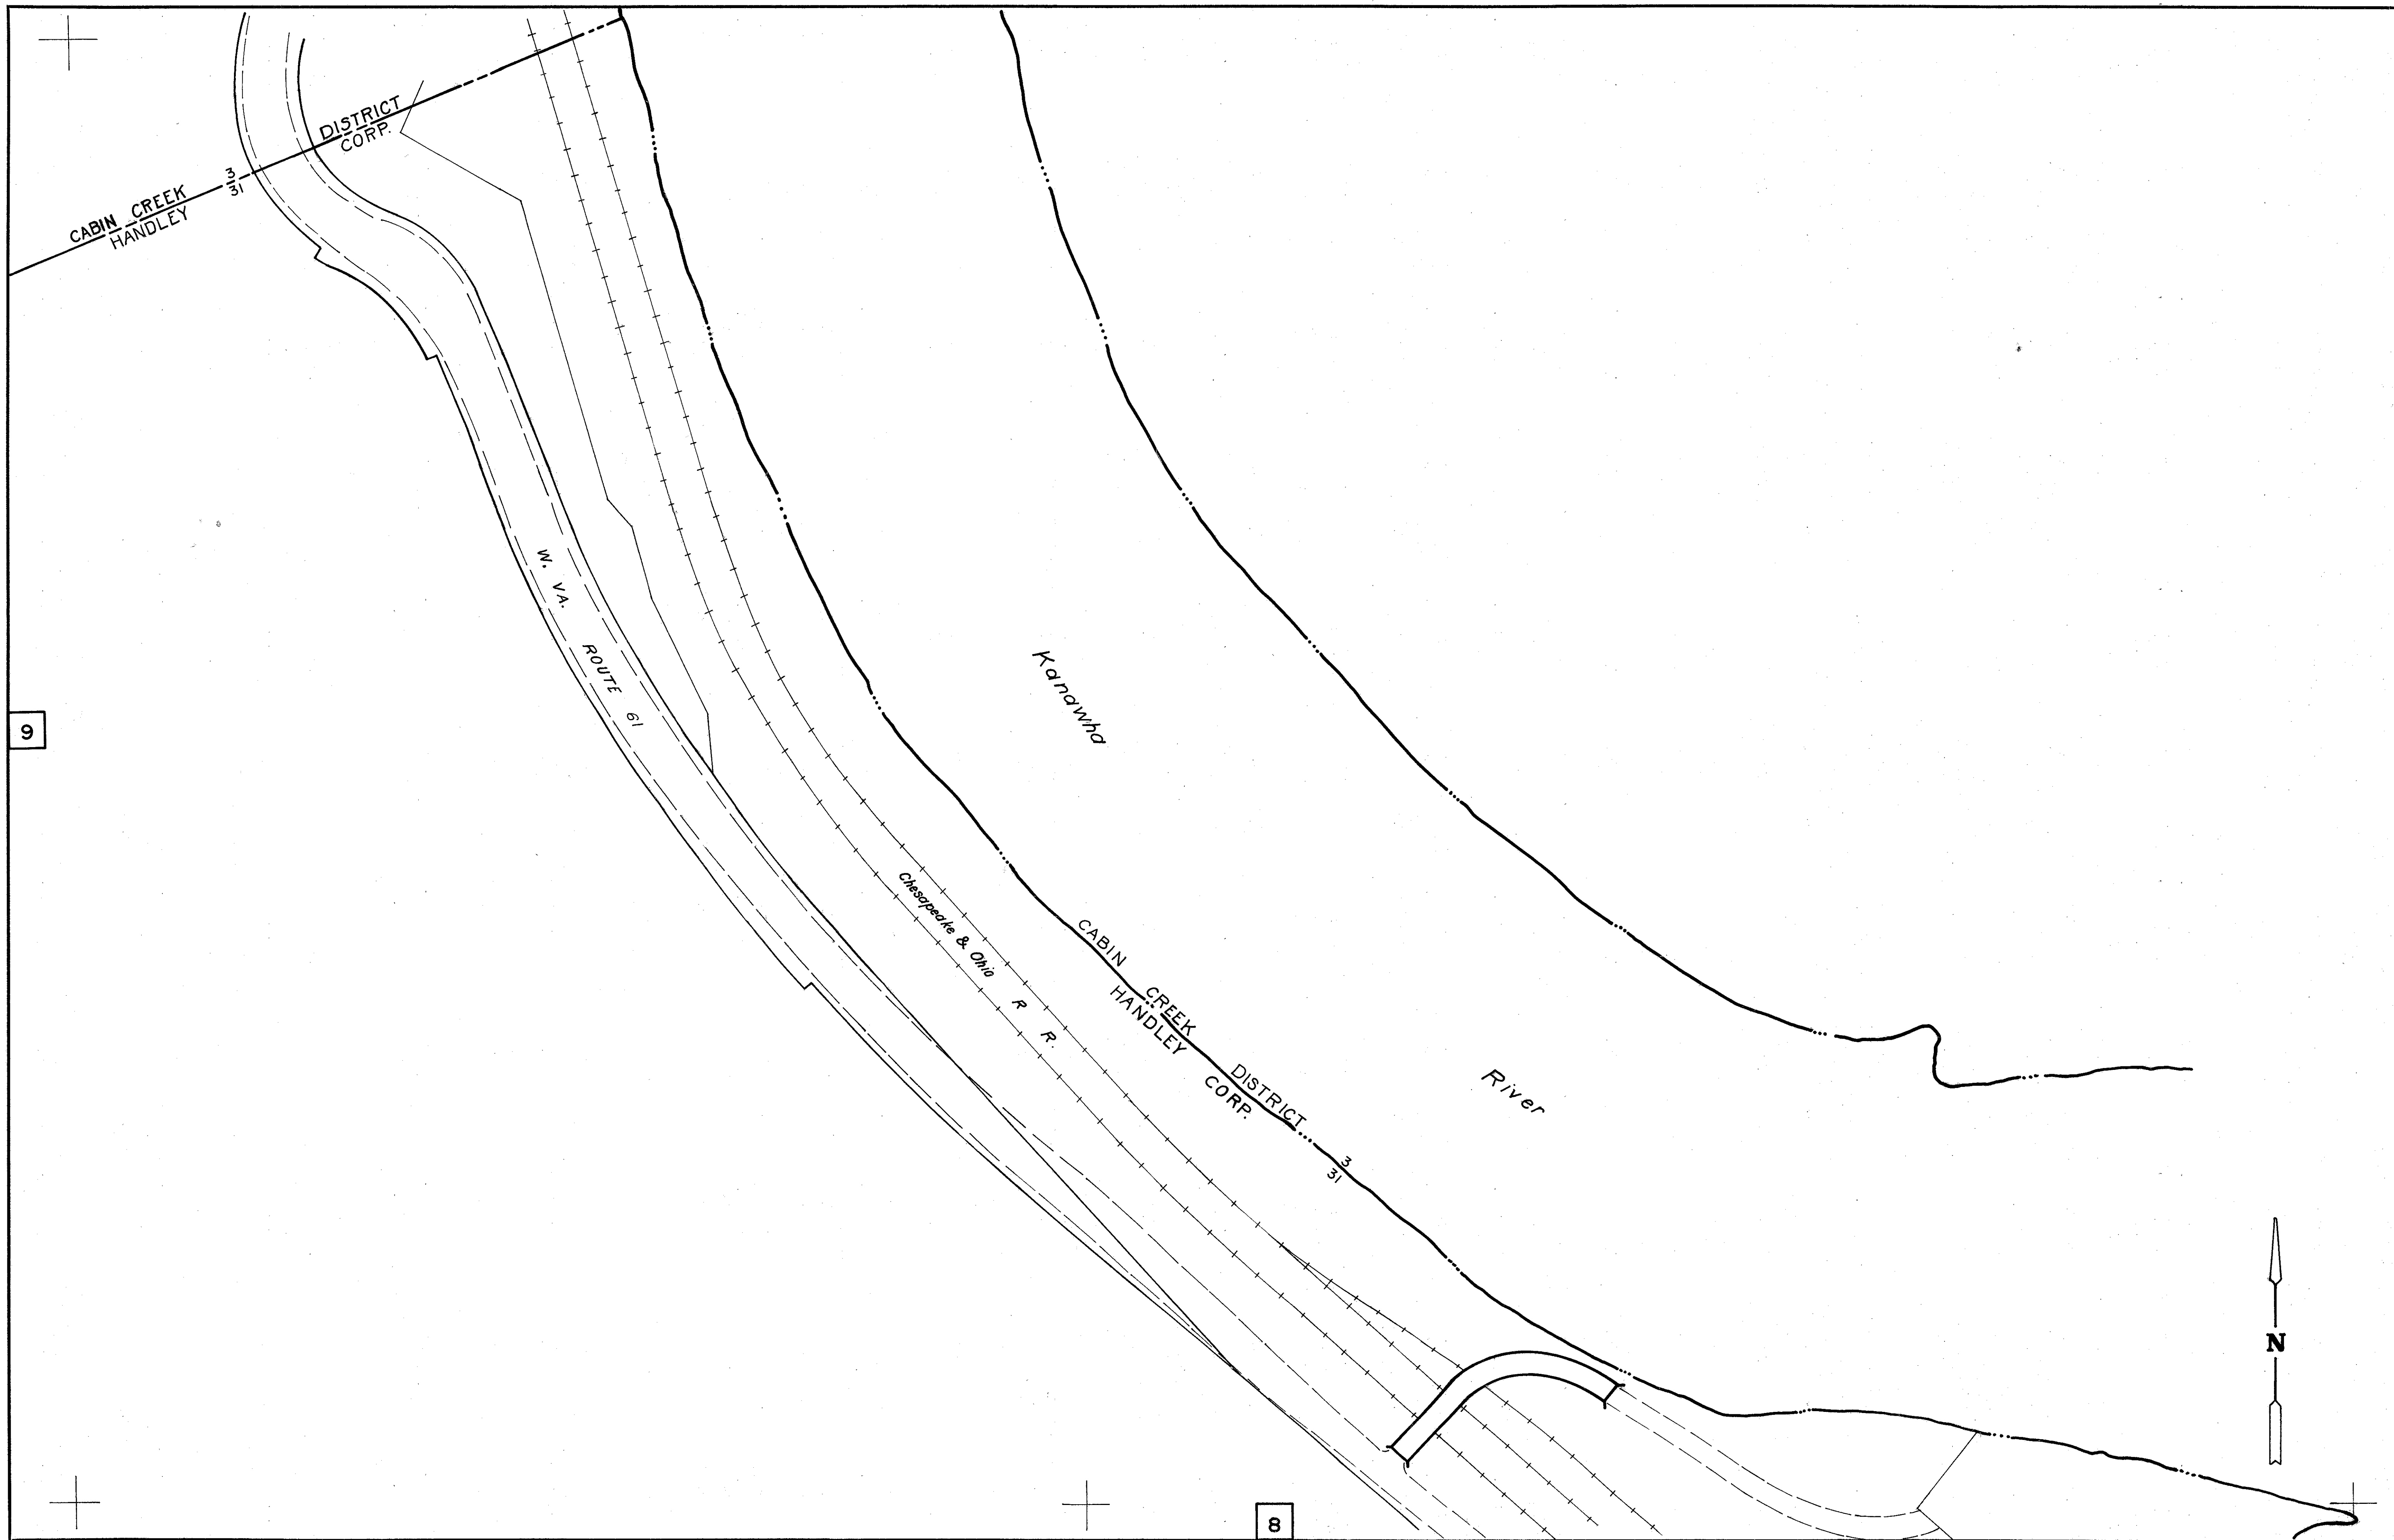 DISTRICT
CORP.
3
31
CABIN CREEK
HANDLEY
W. VA. ROUTE 61
Kanawha
9
Chesapeake & Ohio R R.
CABIN CREEK DISTRICT
HANDLEY CORP.
River
3
31
N
8